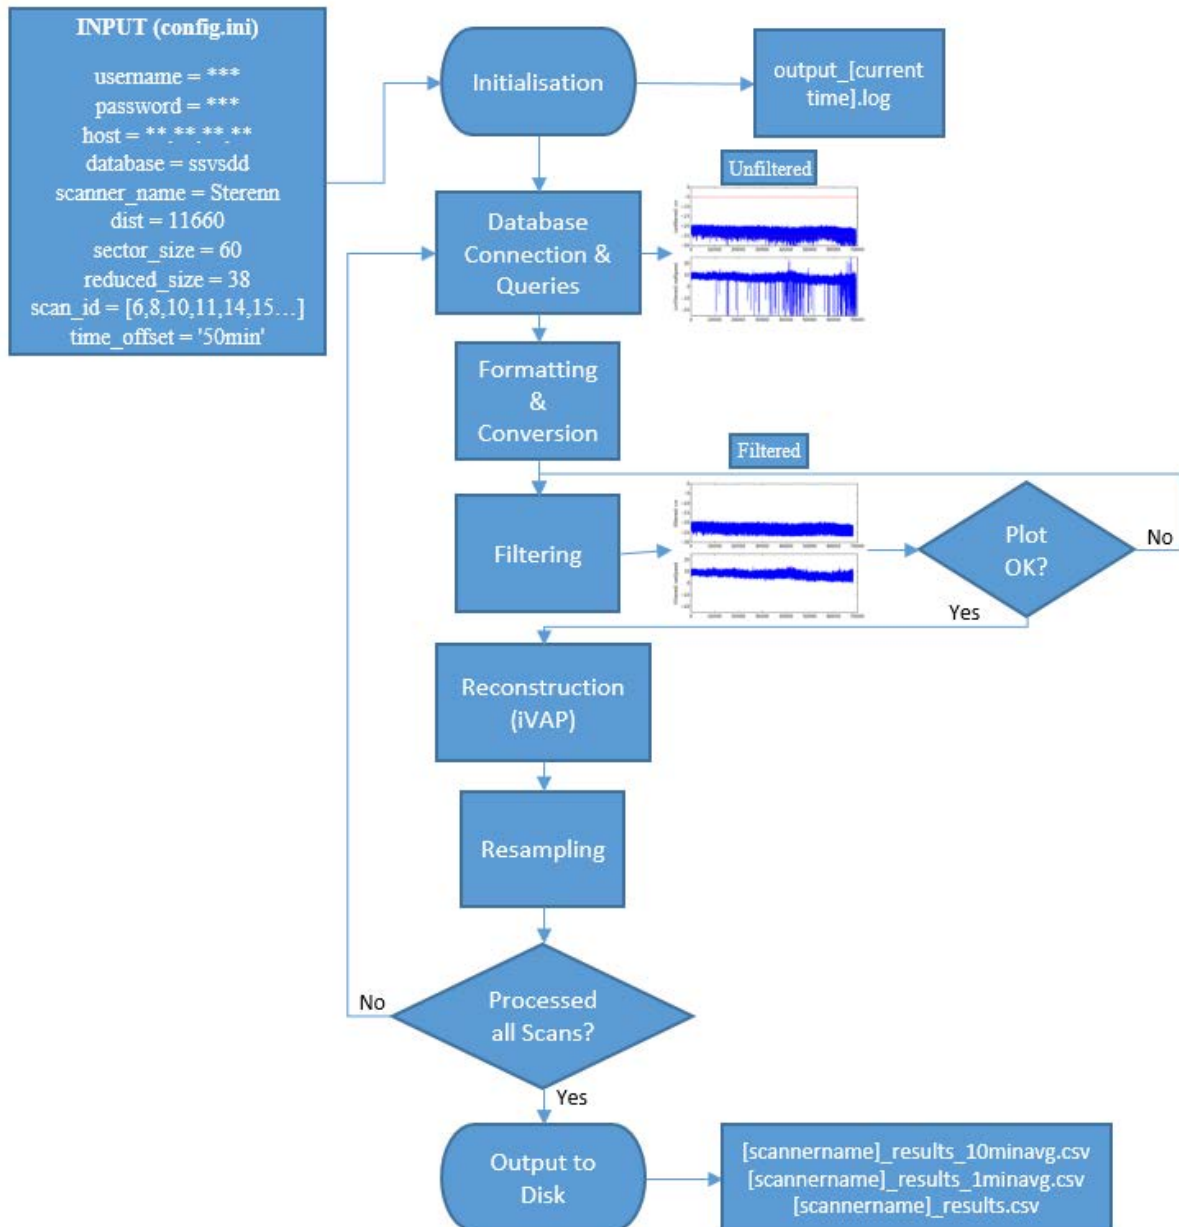 INPUT (config.ini)
username = ***
password = ***
host = **.**.**.**
database = ssvsdd
scanner_name = Sterenn
dist = 11660
sector_size = 60
reduced_size = 38
scan_id = [6,8,10,11,14,15…]
time_offset = '50min'
Initialisation
output_[current
time].log
Database
Connection &
Queries
Unfiltered
Formatting
&
Conversion
Filtering
Filtered
Plot
OK?
No
Yes
Reconstruction
(iVAP)
Resampling
Processed
all Scans?
No
Yes
Output to
Disk
[scannername]_results_10minavg.csv
[scannername]_results_1minavg.csv
[scannername]_results.csv